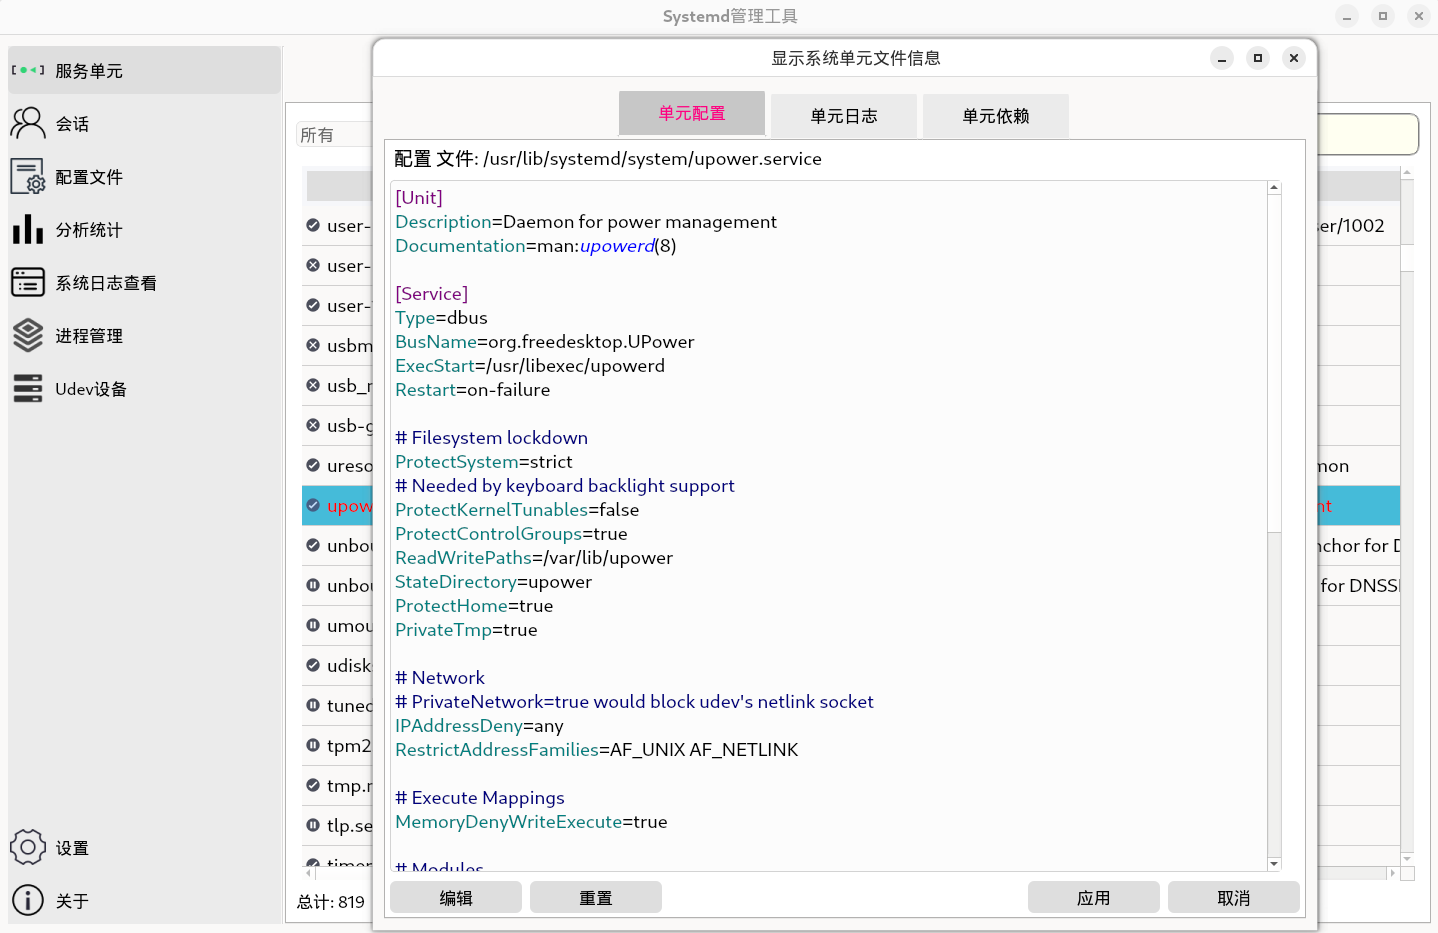 Systemd管理工具
服务单元
会话
配置文件
分析统计
系统日志查看
进程管理
Udev设备
设置
关于
所有
user-
user-
user-
usbm
usb_r
usb-g
ureso
upow
unbou
unbou
umou
udisk
tuned
tpm2
tmp.r
tlp.se
timer
总计: 819
ser/1002
mon
nt
nchor for D
for DNSS
显示系统单元文件信息
单元配置
单元日志
单元依赖
配置 文件: /usr/lib/systemd/system/upower.service
[Unit]
Description=Daemon for power management
Documentation=man:upowerd(8)
[Service]
Type=dbus
BusName=org.freedesktop.UPower
ExecStart=/usr/libexec/upowerd
Restart=on-failure
# Filesystem lockdown
ProtectSystem=strict
# Needed by keyboard backlight support
ProtectKernelTunables=false
ProtectControlGroups=true
ReadWritePaths=/var/lib/upower
StateDirectory=upower
ProtectHome=true
PrivateTmp=true
# Network
# PrivateNetwork=true would block udev's netlink socket
IPAddressDeny=any
RestrictAddressFamilies=AF_UNIX AF_NETLINK
# Execute Mappings
MemoryDenyWriteExecute=true
# Modules
编辑
重置
应用
取消